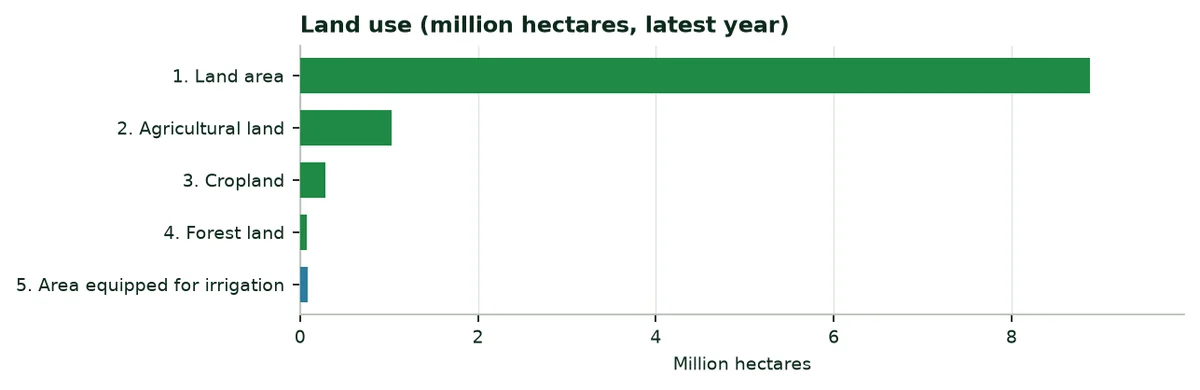 Land use (million hectares, latest year)
1. Land area
2. Agricultural land
3. Cropland
4. Forest land
5. Area equipped for irrigation
0 2 4 6 8
Million hectares